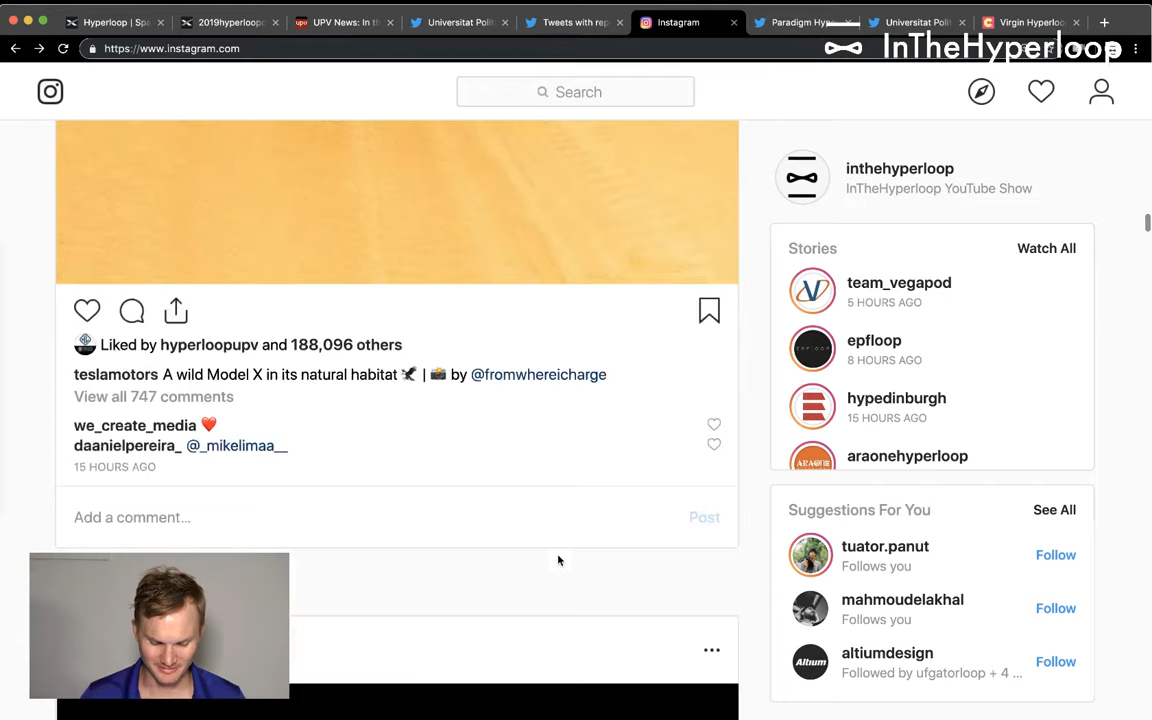 Hyperloop | Spa
2019hyperloopc
UPV News: In th
Universitat Poli
Tweets with rep
Instagram
Paradigm Hyp
Universitat Poli
Virgin Hyperloo
https://www.instagram.com
InTheHyperloop
Search
inthehyperloop
InTheHyperloop YouTube Show
Stories
Watch All
team_vegapod
5 HOURS AGO
epfloop
8 HOURS AGO
hypedinburgh
15 HOURS AGO
araonehyperloop
Liked by hyperloopupv and 188,096 others
teslamotors A wild Model X in its natural habitat 🦅 | 📸 by @fromwhereicharge
View all 747 comments
we_create_media ❤️
daanielpereira_ @_mikelimaa__
15 HOURS AGO
Add a comment...
Post
Suggestions For You
See All
tuator.panut
Follows you
Follow
mahmoudelakhal
Follows you
Follow
altiumdesign
Followed by ufgatorloop + 4 ...
Follow
Altium